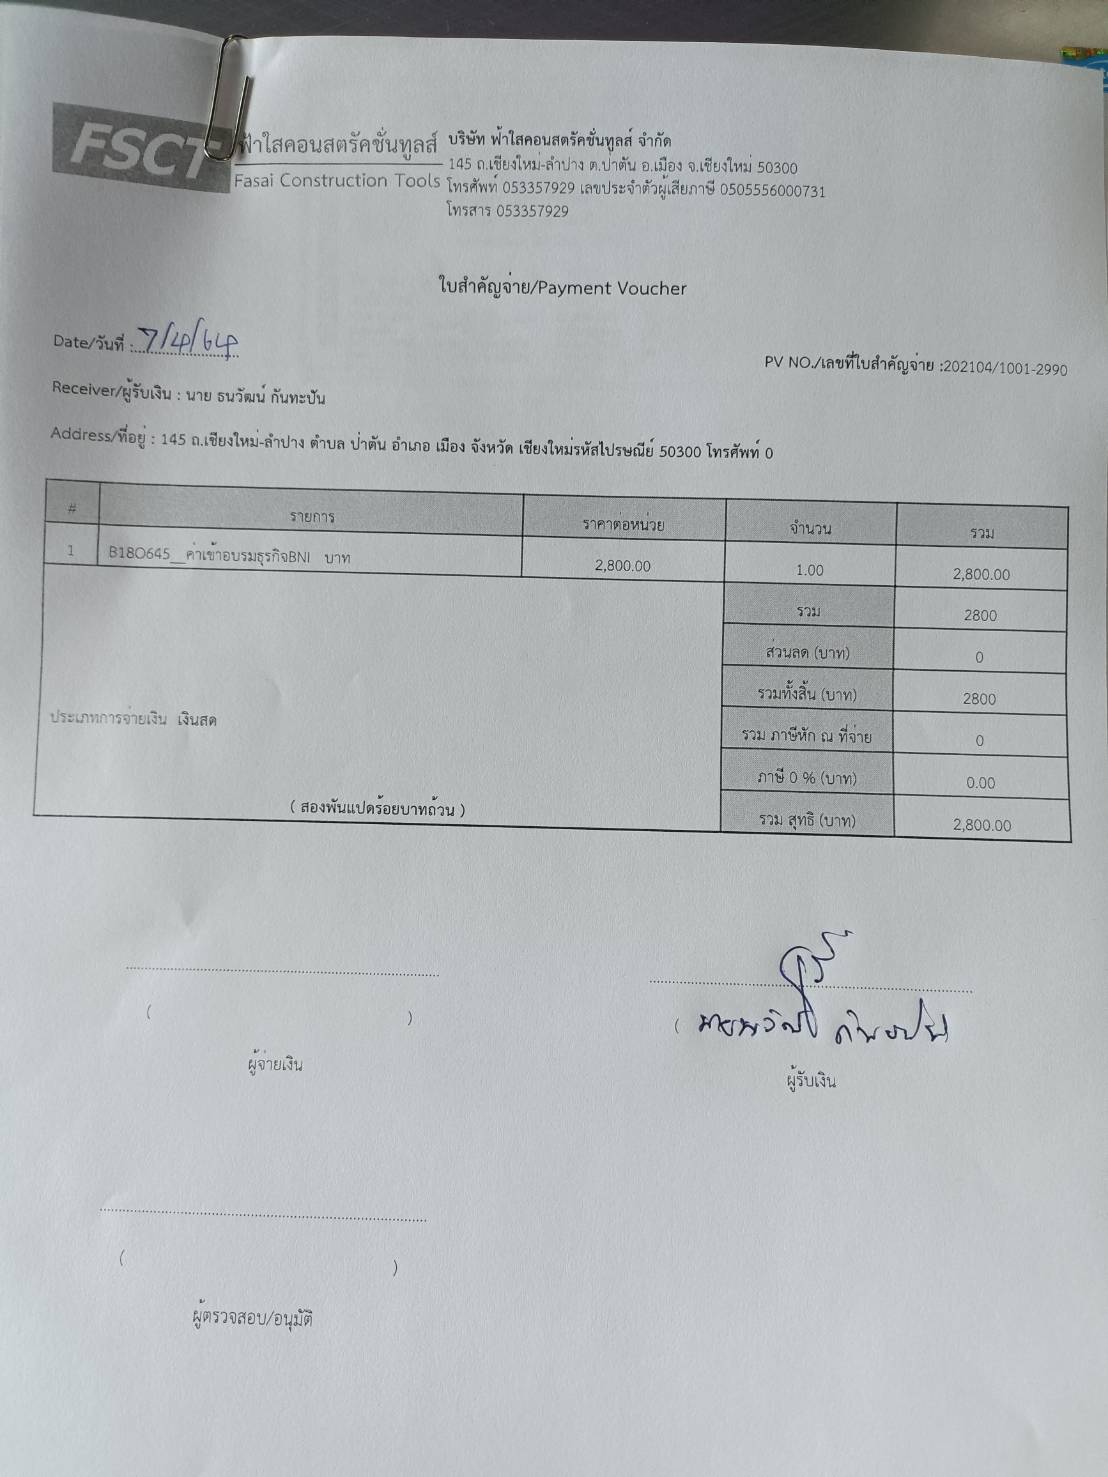 FSCT ฟ้าใสคอนสตรัคชั่นทูลส์
Fasai Construction Tools
บริษัท ฟ้าใสคอนสตรัคชั่นทูลส์ จำกัด
145 ถ.เชียงใหม่-ลำปาง ต.ป่าตัน อ.เมือง จ.เชียงใหม่ 50300
โทรศัพท์ 053357929 เลขประจำตัวผู้เสียภาษี 0505556000731
โทรสาร 053357929
ใบสำคัญจ่าย/Payment Voucher
Date/วันที่ : 7/4/64
PV NO./เลขที่ใบสำคัญจ่าย :202104/1001-2990
Receiver/ผู้รับเงิน : นาย ธนวัฒน์ กันทะปัน
Address/ที่อยู่ : 145 ถ.เชียงใหม่-ลำปาง ตำบล ป่าตัน อำเภอ เมือง จังหวัด เชียงใหม่รหัสไปรษณีย์ 50300 โทรศัพท์ 0
# รายการ ราคาต่อหน่วย จำนวน รวม
1 B18O645__ค่าเข้าอบรมธุรกิจBNI บาท 2,800.00 1.00 2,800.00
รวม 2800
ส่วนลด (บาท) 0
รวมทั้งสิ้น (บาท) 2800
ประเภทการจ่ายเงิน เงินสด
รวม ภาษีหัก ณ ที่จ่าย 0
ภาษี 0 % (บาท) 0.00
( สองพันแปดร้อยบาทถ้วน )
รวม สุทธิ (บาท) 2,800.00
( )
ผู้จ่ายเงิน
ผู้รับเงิน
( )
ผู้ตรวจสอบ/อนุมัติ